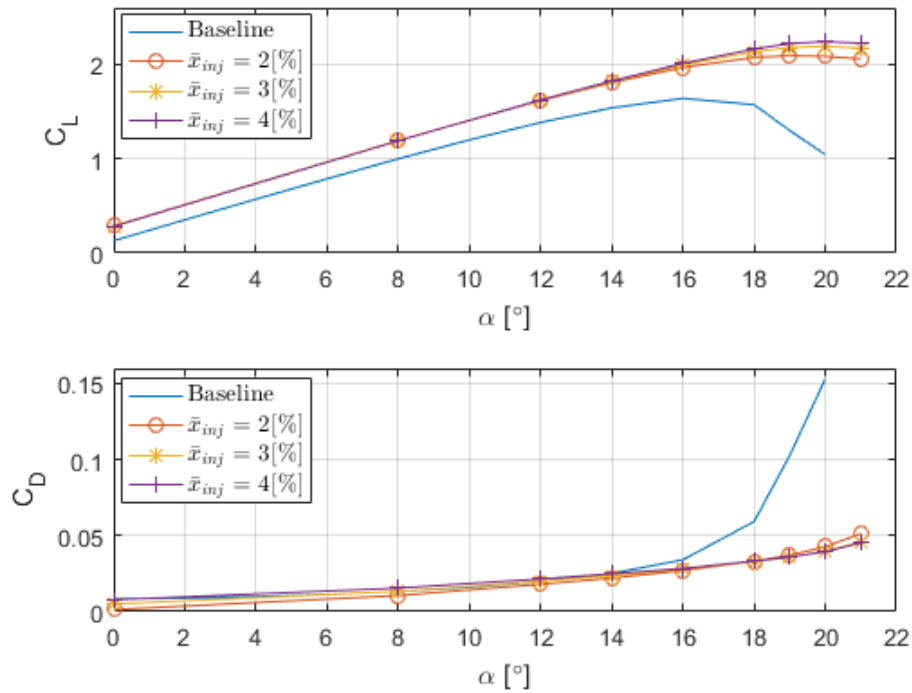 Baseline
x̄inj = 2[%]
x̄inj = 3[%]
x̄inj = 4[%]
CL
2
1
0
0 2 4 6 8 10 12 14 16 18 20 22
α [°]
Baseline
x̄inj = 2[%]
x̄inj = 3[%]
x̄inj = 4[%]
CD
0.15
0.1
0.05
0
0 2 4 6 8 10 12 14 16 18 20 22
α [°]